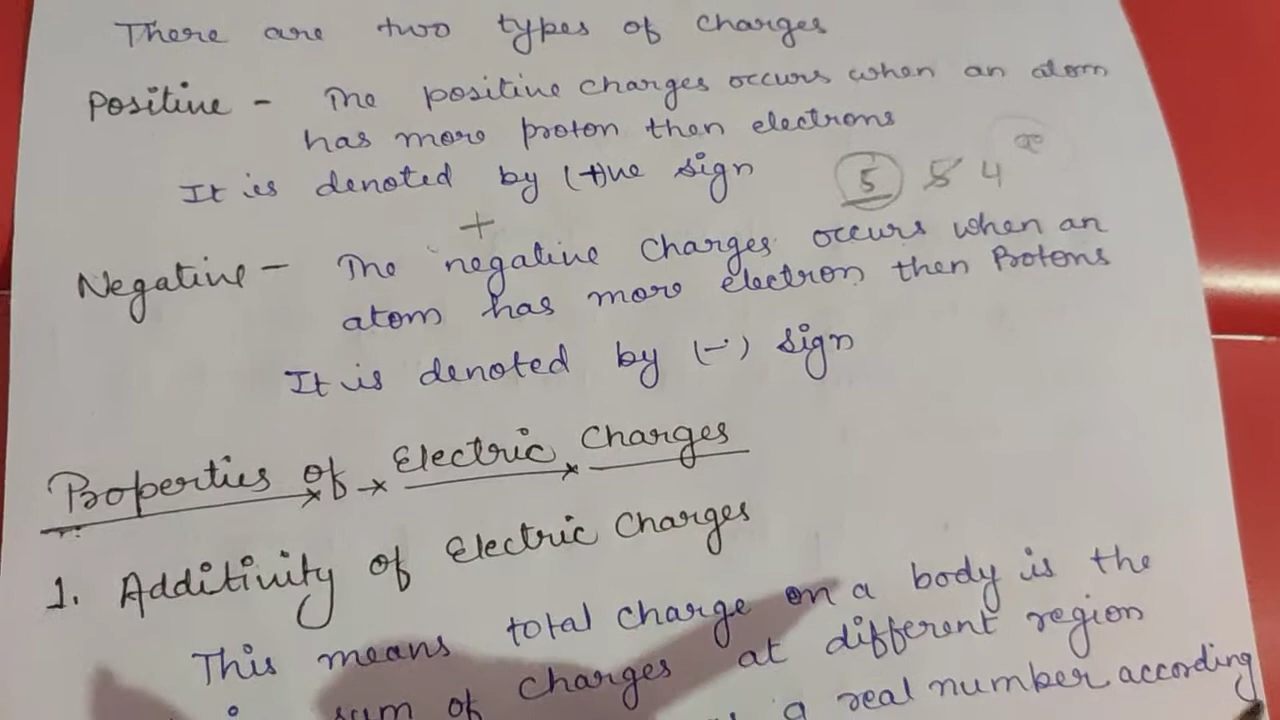 There are two types of charges
Positive - The positive charges occurs when an atom
has more proton then electrons
It is denoted by (+)ve sign
5 5 4
+
Negative - The negative charges occurs when an
atom has more electron then Protons
It is denoted by (-) sign
Properties of Electric Charges
1. Additivity of Electric Charges
This means total charge on a body is the
sum of charges at different region
a real number according